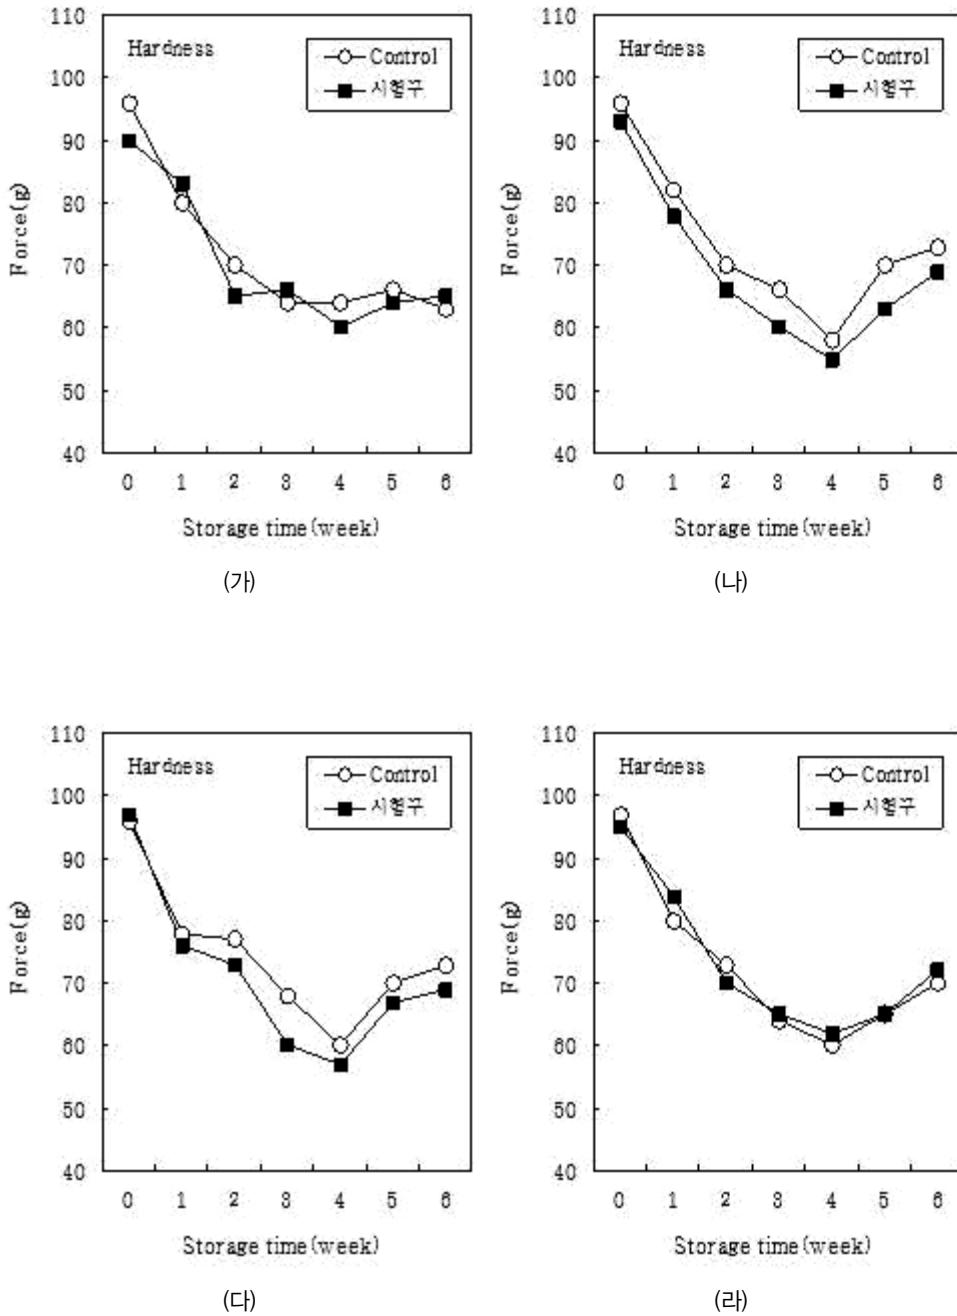 110
100
90
80
70
60
50
40
Force(g)
Hardness
Control
시험구
0 1 2 3 4 5 6
Storage time(week)
(가)
110
100
90
80
70
60
50
40
Force(g)
Hardness
Control
시험구
0 1 2 3 4 5 6
Storage time(week)
(나)
110
100
90
80
70
60
50
40
Force(g)
Hardness
Control
시험구
0 1 2 3 4 5 6
Storage time(week)
(다)
110
100
90
80
70
60
50
40
Force(g)
Hardness
Control
시험구
0 1 2 3 4 5 6
Storage time(week)
(라)